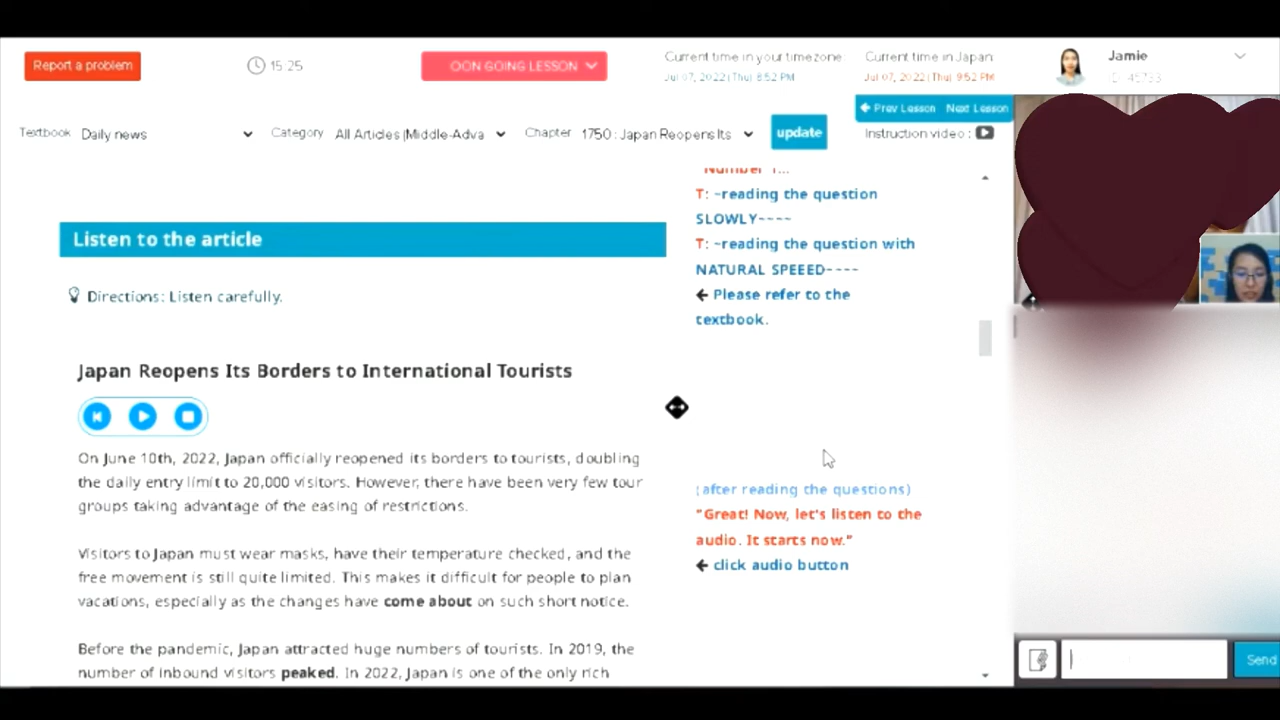 Report a problem
15:25
OON GOING LESSON
Current time in your timezone
Jul 07, 2022 (Thu) 8:52 PM
Current time in Japan:
Jul 07, 2022 (Thu) 9:52 PM
Jamie
Textbook Daily news
Category All Articles (Middle-Adva
Chapter 1750 : Japan Reopens Its
update
Prev Lesson Next Lesson
Instruction video :
Listen to the article
Directions: Listen carefully.
Japan Reopens Its Borders to International Tourists
On June 10th, 2022, Japan officially reopened its borders to tourists, doubling
the daily entry limit to 20,000 visitors. However, there have been very few tour
groups taking advantage of the easing of restrictions.
Visitors to Japan must wear masks, have their temperature checked, and the
free movement is still quite limited. This makes it difficult for people to plan
vacations, especially as the changes have come about on such short notice.
Before the pandemic, Japan attracted huge numbers of tourists. In 2019, the
number of inbound visitors peaked. In 2022, Japan is one of the only rich
"Number 1...
T: ~reading the question
SLOWLY~~~~
T: ~reading the question with
NATURAL SPEEED~~~~
← Please refer to the
textbook.
(after reading the questions)
"Great! Now, let's listen to the
audio. It starts now."
← click audio button
Send